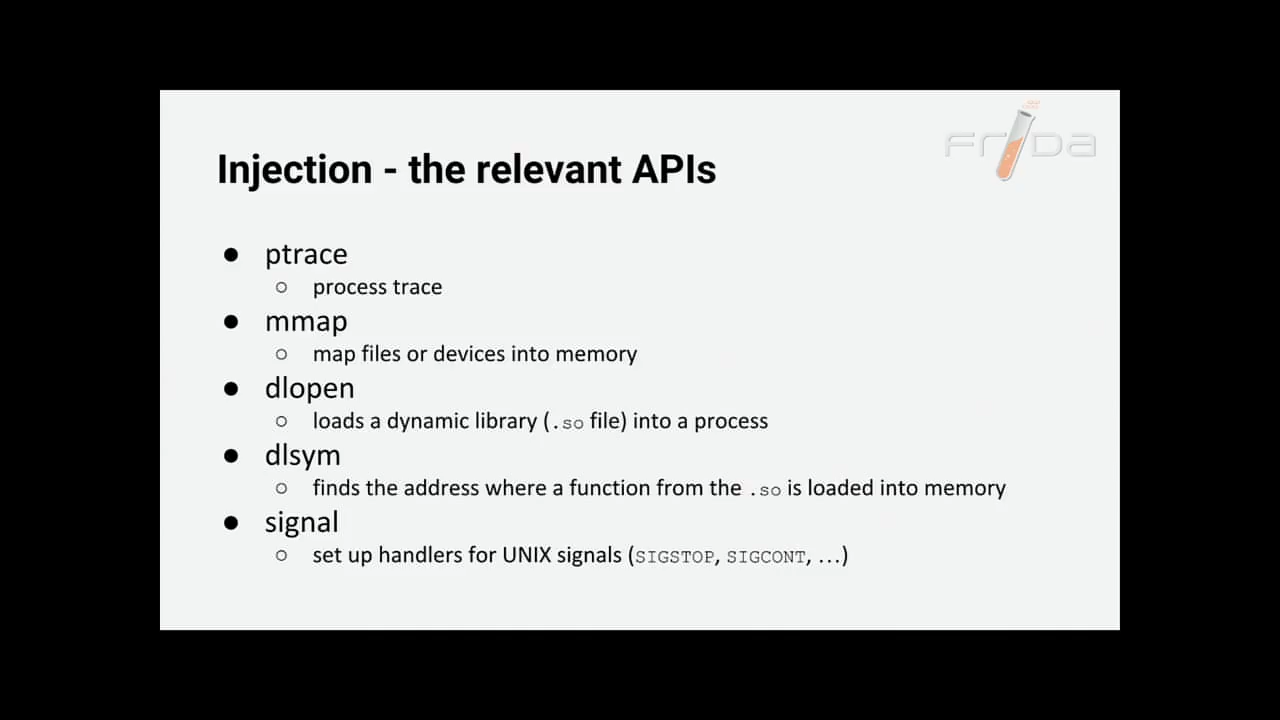 FRIDA
Injection - the relevant APIs
● ptrace
○ process trace
● mmap
○ map files or devices into memory
● dlopen
○ loads a dynamic library (.so file) into a process
● dlsym
○ finds the address where a function from the .so is loaded into memory
● signal
○ set up handlers for UNIX signals (SIGSTOP, SIGCONT, ...)